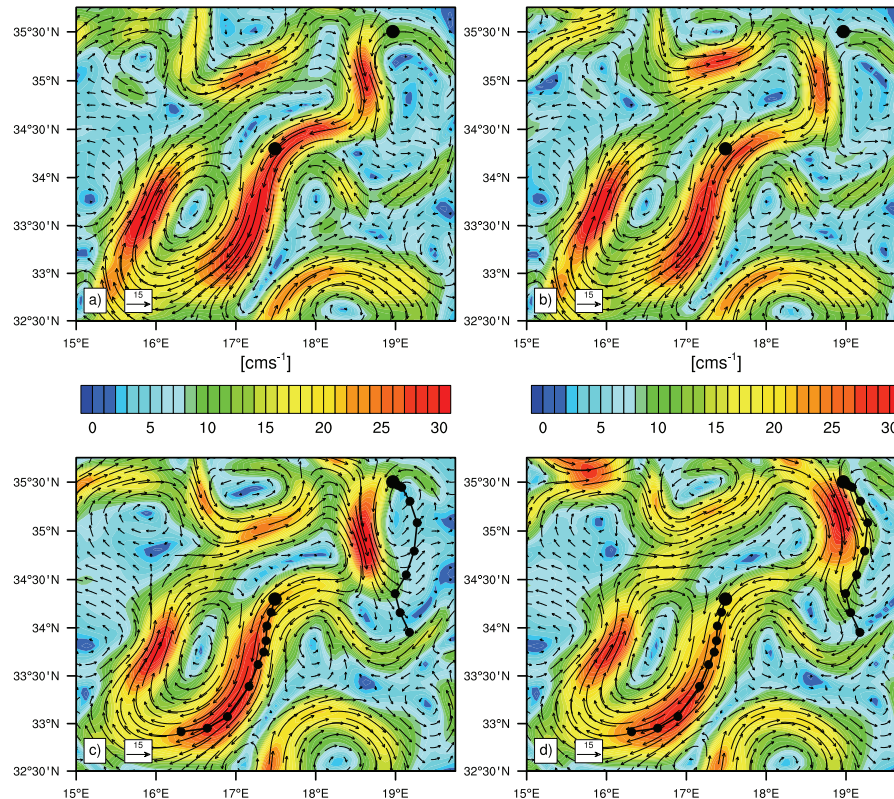 35°30'N 35°30'N
35°N 35°N
34°30'N 34°30'N
34°N 34°N
33°30'N 33°30'N
33°N 33°N
a) 15 b) 15
32°30'N 32°30'N
15°E 16°E 17°E 18°E 19°E 15°E 16°E 17°E 18°E 19°E
[cms⁻¹] [cms⁻¹]
0 5 10 15 20 25 30 0 5 10 15 20 25 30
35°30'N 35°30'N
35°N 35°N
34°30'N 34°30'N
34°N 34°N
33°30'N 33°30'N
33°N 33°N
c) 15 d) 15
32°30'N 32°30'N
15°E 16°E 17°E 18°E 19°E 15°E 16°E 17°E 18°E 19°E